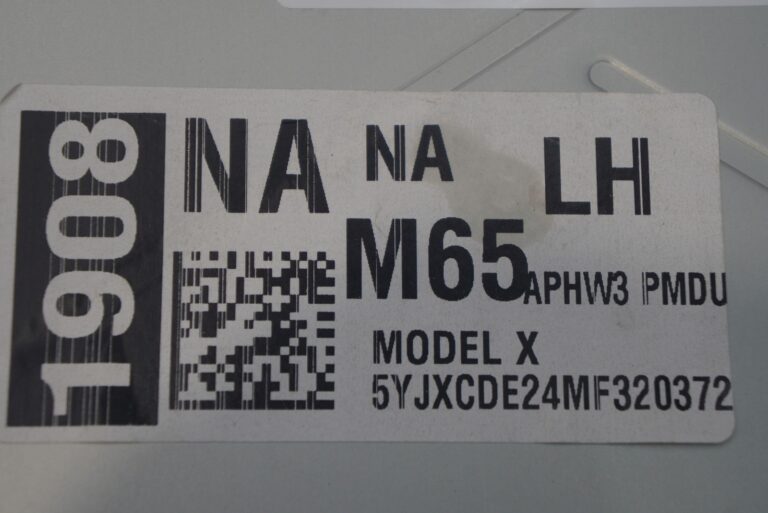 1908
NA NA LH
M65 APHW3 PMDU
MODEL X
5YJXCDE24MF320372